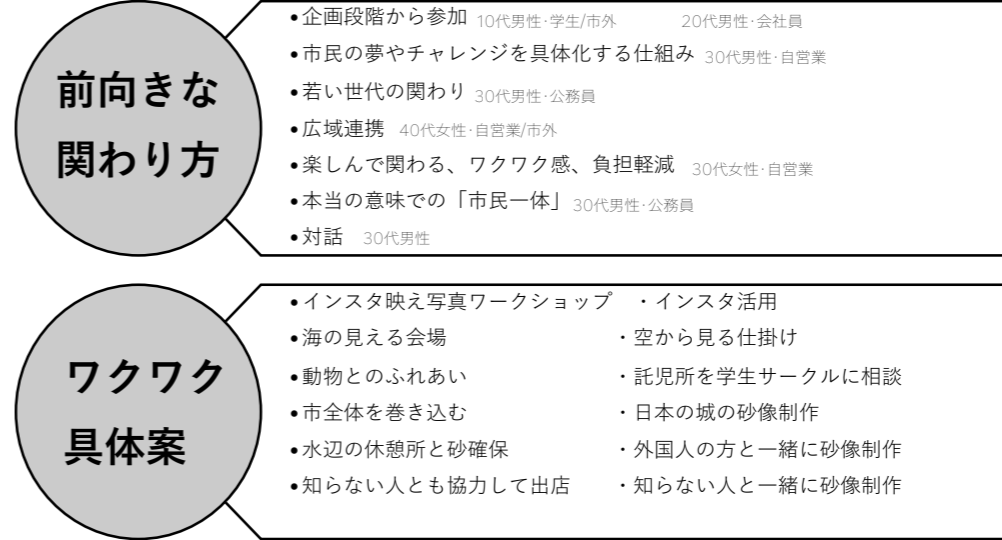 前向きな
関わり方
•企画段階から参加 10代男性・学生/市外 20代男性・会社員
•市民の夢やチャレンジを具体化する仕組み 30代男性・自営業
•若い世代の関わり 30代男性・公務員
•広域連携 40代女性・自営業/市外
•楽しんで関わる、ワクワク感、負担軽減 30代女性・自営業
•本当の意味での「市民一体」 30代男性・公務員
•対話 30代男性
ワクワク
具体案
•インスタ映え写真ワークショップ ・インスタ活用
•海の見える会場 ・空から見る仕掛け
•動物とのふれあい ・託児所を学生サークルに相談
•市全体を巻き込む ・日本の城の砂像制作
•水辺の休憩所と砂確保 ・外国人の方と一緒に砂像制作
•知らない人とも協力して出店 ・知らない人と一緒に砂像制作